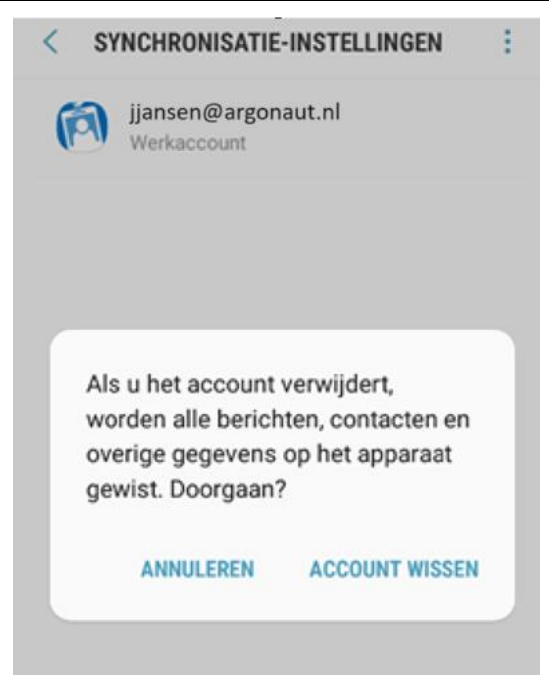 SYNCHRONISATIE-INSTELLINGEN
jjansen@argonaut.nl
Werkaccount
Als u het account verwijdert,
worden alle berichten, contacten en
overige gegevens op het apparaat
gewist. Doorgaan?
ANNULEREN ACCOUNT WISSEN